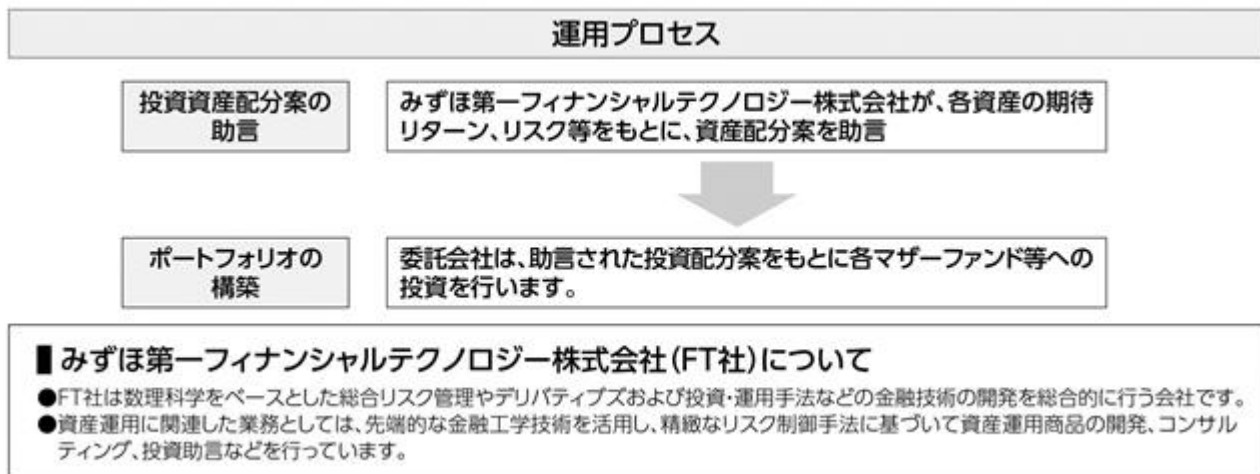 運用プロセス
投資資産配分案の
助言
みずほ第一フィナンシャルテクノロジー株式会社が、各資産の期待
リターン、リスク等をもとに、資産配分案を助言
ポートフォリオの
構築
委託会社は、助言された投資配分案をもとに各マザーファンド等への
投資を行います。
■みずほ第一フィナンシャルテクノロジー株式会社(FT社)について
●FT社は数理科学をベースとした総合リスク管理やデリバティブズおよび投資・運用手法などの金融技術の開発を総合的に行う会社です。
●資産運用に関連した業務としては、先端的な金融工学技術を活用し、精緻なリスク制御手法に基づいて資産運用商品の開発、コンサル
ティング、投資助言などを行っています。